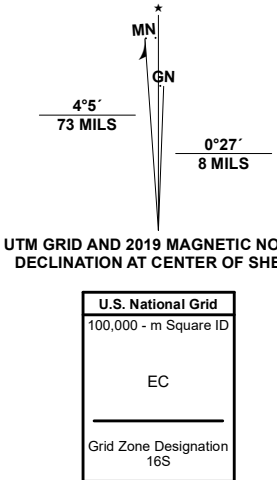 MN
GN
4°5´
73 MILS
0°27´
8 MILS
UTM GRID AND 2019 MAGNETIC NO
DECLINATION AT CENTER OF SHE
U.S. National Grid
100,000 - m Square ID
EC
Grid Zone Designation
16S